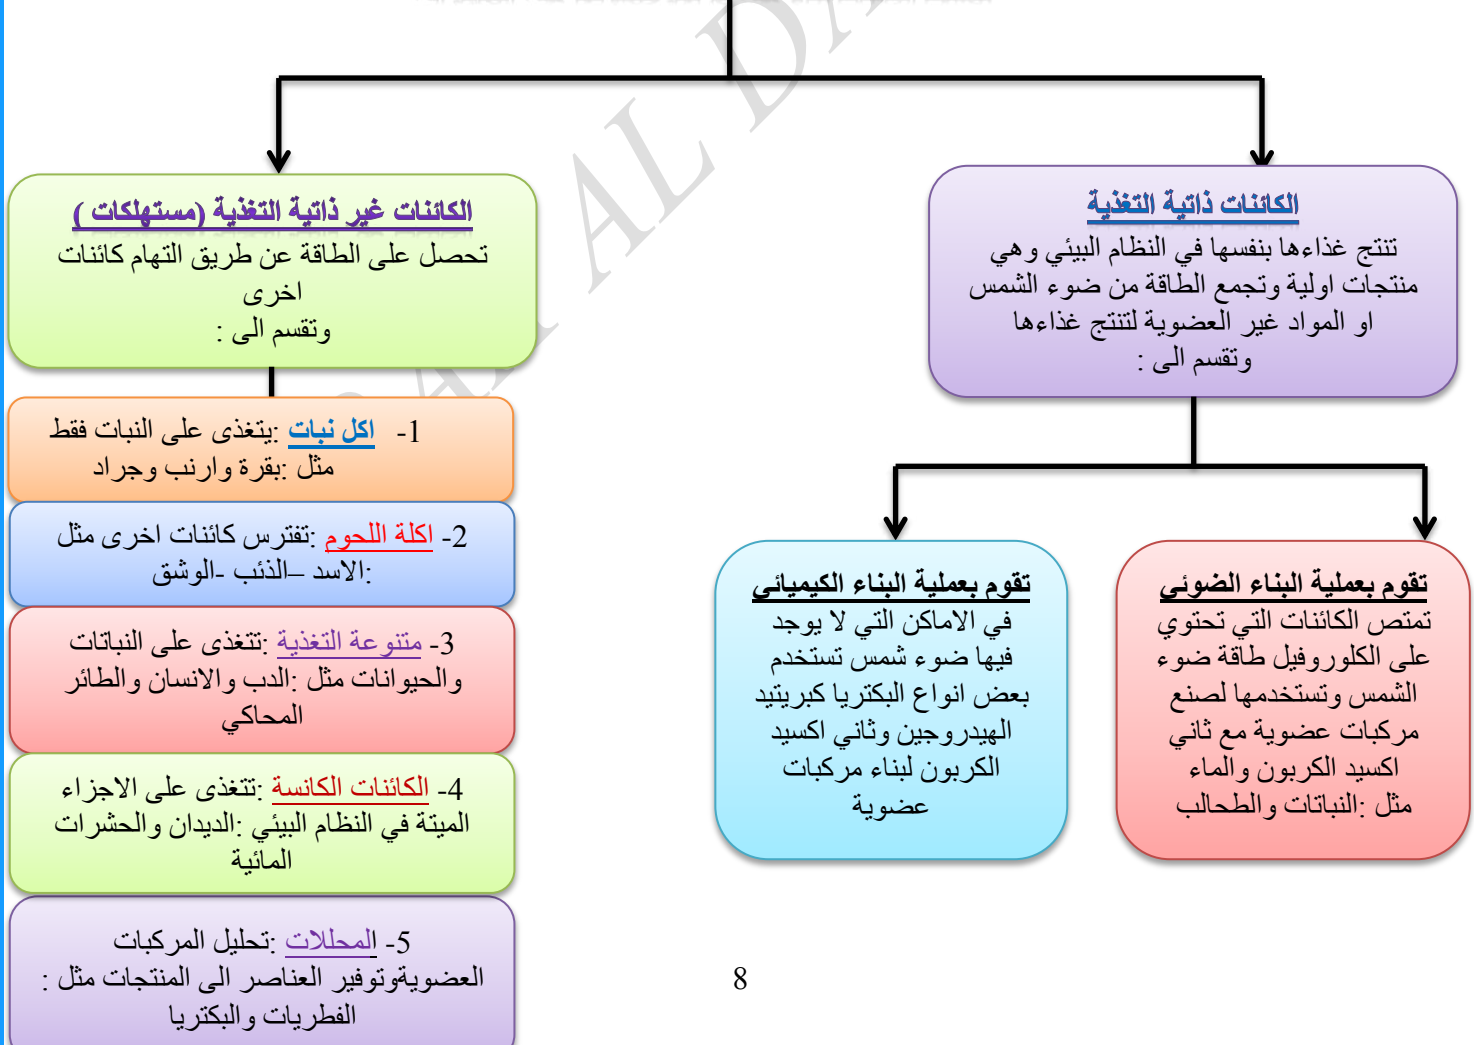 الكائنات ذاتية التغذية
تنتج غذاءها بنفسها في النظام البيئي وهي
منتجات اولية وتجمع الطاقة من ضوء الشمس
او المواد غير العضوية لتنتج غذاءها
وتقسم الى :
الكائنات غير ذاتية التغذية (مستهلكات )
تحصل على الطاقة عن طريق التهام كائنات
اخرى
وتقسم الى :
تقوم بعملية البناء الضوئي
تمتص الكائنات التي تحتوي
على الكلوروفيل طاقة ضوء
الشمس وتستخدمها لصنع
مركبات عضوية مع ثاني
اكسيد الكربون والماء
مثل :النباتات والطحالب
تقوم بعملية البناء الكيميائي
في الاماكن التي لا يوجد
فيها ضوء شمس تستخدم
بعض انواع البكتريا كبريتيد
الهيدروجين وثاني اكسيد
الكربون لبناء مركبات
عضوية
1- اكل نبات :يتغذى على النبات فقط
مثل :بقرة وارنب وجراد
2- اكلة اللحوم :تفترس كائنات اخرى مثل
:الاسد –الذئب -الوشق
3- متنوعة التغذية :تتغذى على النباتات
والحيوانات مثل :الدب والانسان والطائر
المحاكي
4- الكائنات الكانسة :تتغذى على الاجزاء
الميتة في النظام البيئي :الديدان والحشرات
المائية
5- المحللات :تحليل المركبات
العضويةوتوفير العناصر الى المنتجات مثل :
الفطريات والبكتريا
8